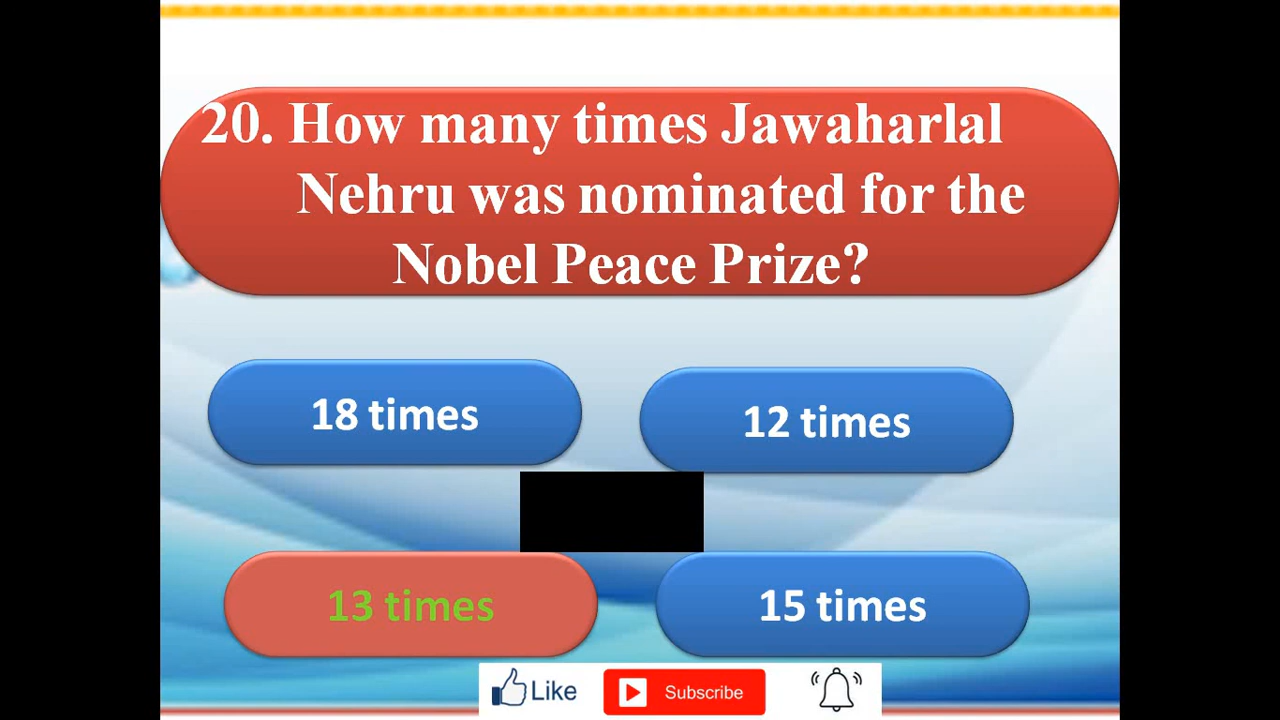 20. How many times Jawaharlal
Nehru was nominated for the
Nobel Peace Prize?
18 times
12 times
13 times
15 times
Like
Subscribe